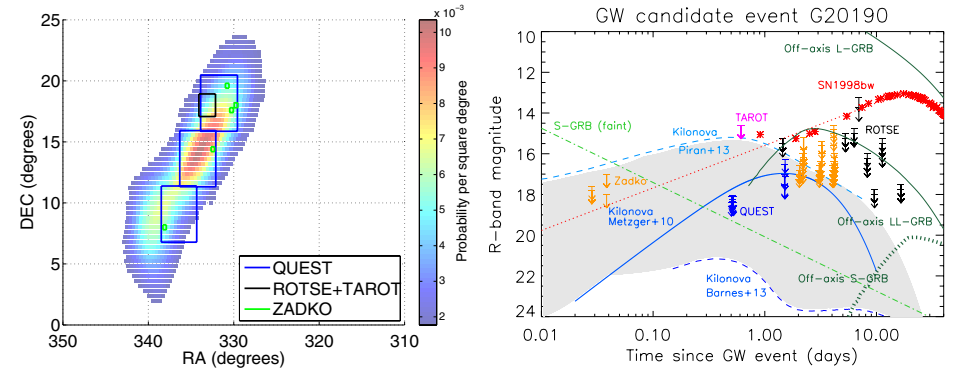 x 10⁻³
25
20
15
10
5
0
350
340
330
320
310
DEC (degrees)
RA (degrees)
QUEST
ROTSE+TAROT
ZADKO
10
9
8
7
6
5
4
3
2
Probability per square degree
GW candidate event G20190
10
12
14
16
18
20
22
24
R-band magnitude
0.01
0.10
1.00
10.00
Time since GW event (days)
Off-axis L-GRB
SN1998bw
TAROT
S-GRB (faint)
Kilonova
Piran+13
ROTSE
Zadko
QUEST
Kilonova
Metzger+10
Off-axis LL-GRB
Off-axis S-GRB
Kilonova
Barnes+13